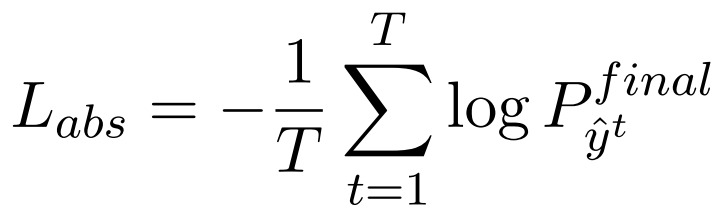 L_{abs} = -\frac{1}{T} \sum_{t=1}^{T} \log P_{\hat{y}^t}^{final}